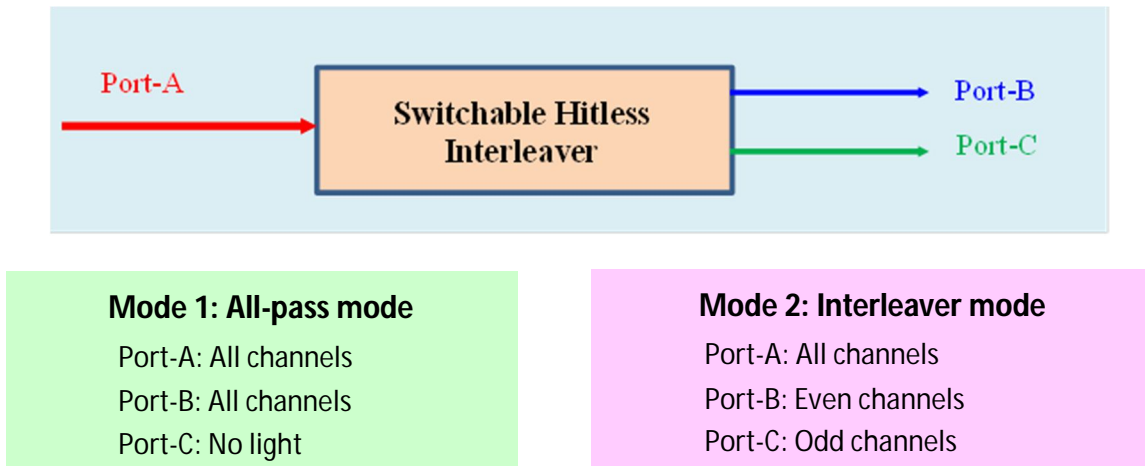 Port-A
Switchable Hitless
Interleaver
Port-B
Port-C
Mode 1: All-pass mode
Port-A: All channels
Port-B: All channels
Port-C: No light
Mode 2: Interleaver mode
Port-A: All channels
Port-B: Even channels
Port-C: Odd channels